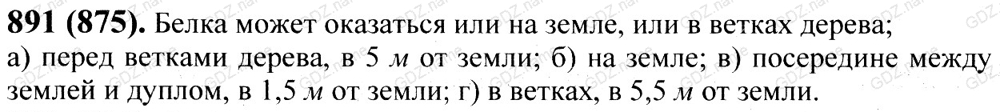 891 (875). Белка может оказаться или на земле, или в ветках дерева;
а) перед ветками дерева, в 5 м от земли; б) на земле; в) посередине между
землей и дуплом, в 1,5 м от земли; г) в ветках, в 5,5 м от земли.